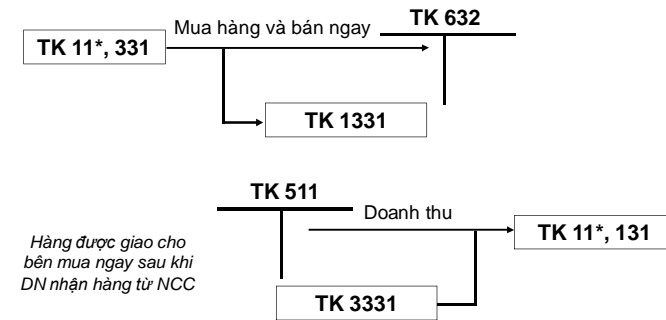 TK 632
Mua hàng và bán ngay
TK 11*, 331
TK 1331
TK 511
Doanh thu
TK 11*, 131
Hàng được giao cho
bên mua ngay sau khi
DN nhận hàng từ NCC
TK 3331